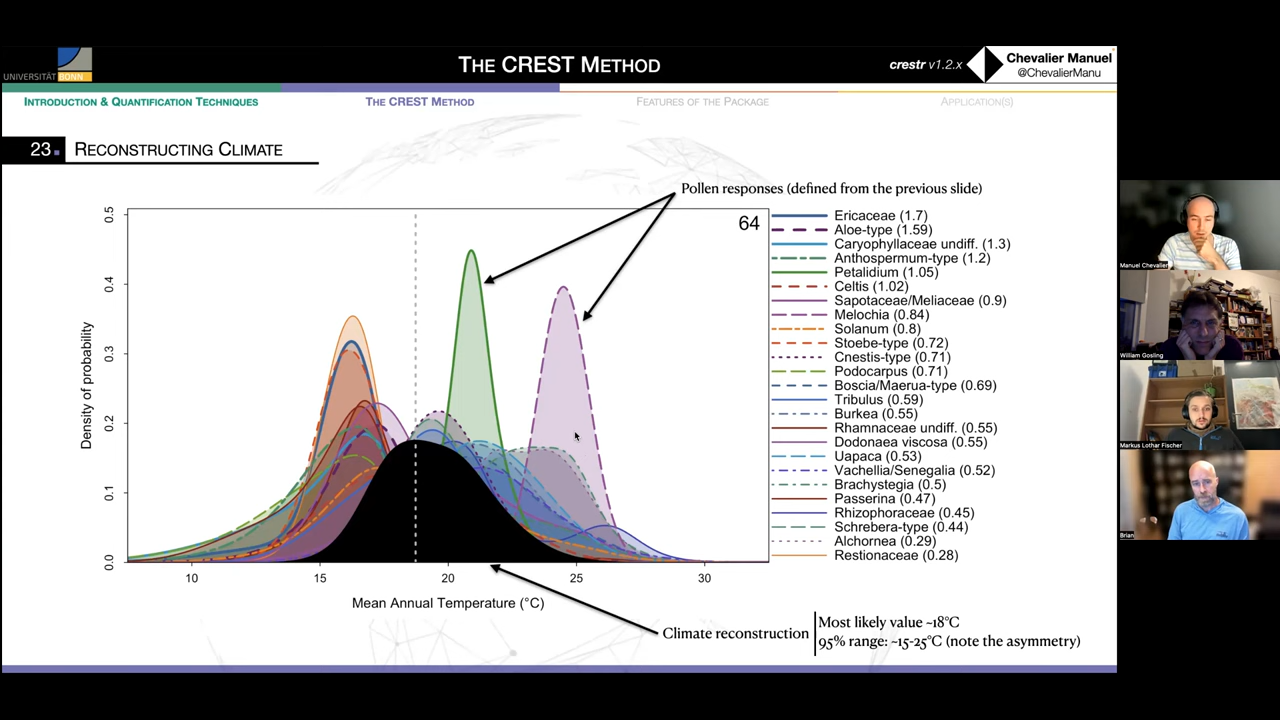 UNIVERSITÄT BONN
THE CREST METHOD
crestr v1.2.x
Chevalier Manuel
@ChevalierManu
INTRODUCTION & QUANTIFICATION TECHNIQUES
THE CREST METHOD
FEATURES OF THE PACKAGE
APPLICATION(S)
23. RECONSTRUCTING CLIMATE
Pollen responses (defined from the previous slide)
64
0.5
0.4
0.3
0.2
0.1
0.0
Density of probability
10 15 20 25 30
Mean Annual Temperature (°C)
Ericaceae (1.7)
Aloe-type (1.59)
Caryophyllaceae undiff. (1.3)
Anthospermum-type (1.2)
Petalidium (1.05)
Celtis (1.02)
Sapotaceae/Meliaceae (0.9)
Melochia (0.84)
Solanum (0.8)
Stoebe-type (0.72)
Cnestis-type (0.71)
Podocarpus (0.71)
Boscia/Maerua-type (0.69)
Tribulus (0.59)
Burkea (0.55)
Rhamnaceae undiff. (0.55)
Dodonaea viscosa (0.55)
Uapaca (0.53)
Vachellia/Senegalia (0.52)
Brachystegia (0.5)
Passerina (0.47)
Rhizophoraceae (0.45)
Schrebera-type (0.44)
Alchornea (0.29)
Restionaceae (0.28)
Climate reconstruction
Most likely value ~18°C
95% range: ~15-25°C (note the asymmetry)
Manuel Chevalier
William Gosling
Markus Lothar Fischer
Brian